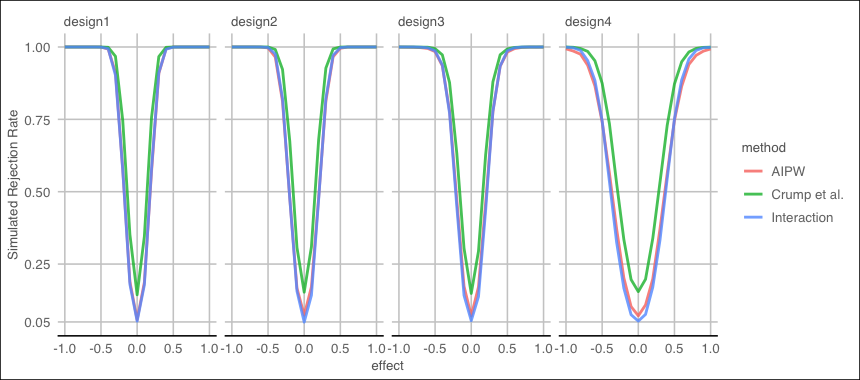 design1 design2 design3 design4
1.00
0.75
0.50
0.25
0.05
Simulated Rejection Rate
-1.0 -0.5 0.0 0.5 1.0 -1.0 -0.5 0.0 0.5 1.0 -1.0 -0.5 0.0 0.5 1.0 -1.0 -0.5 0.0 0.5 1.0
effect
method
AIPW
Crump et al.
Interaction